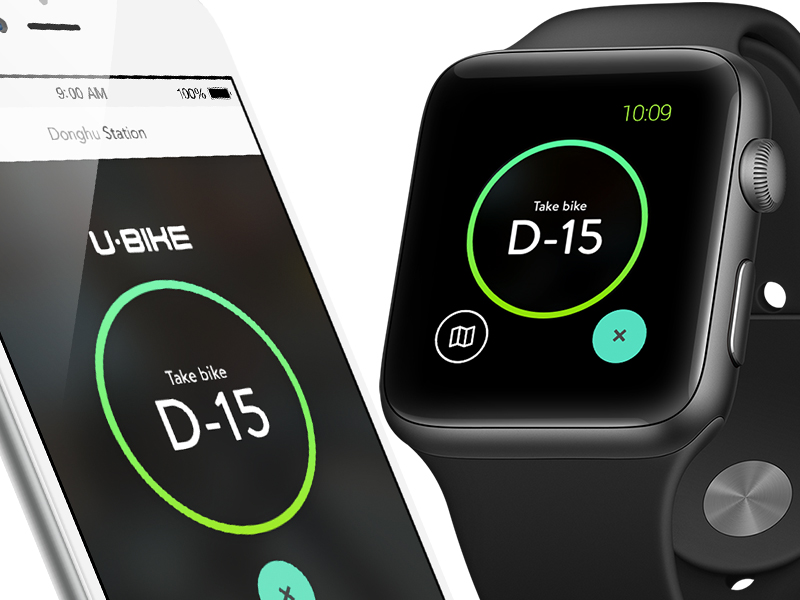 9:00 AM 100%
Donghu Station
U·BIKE
Take bike
D-15
10:09
Take bike
D-15